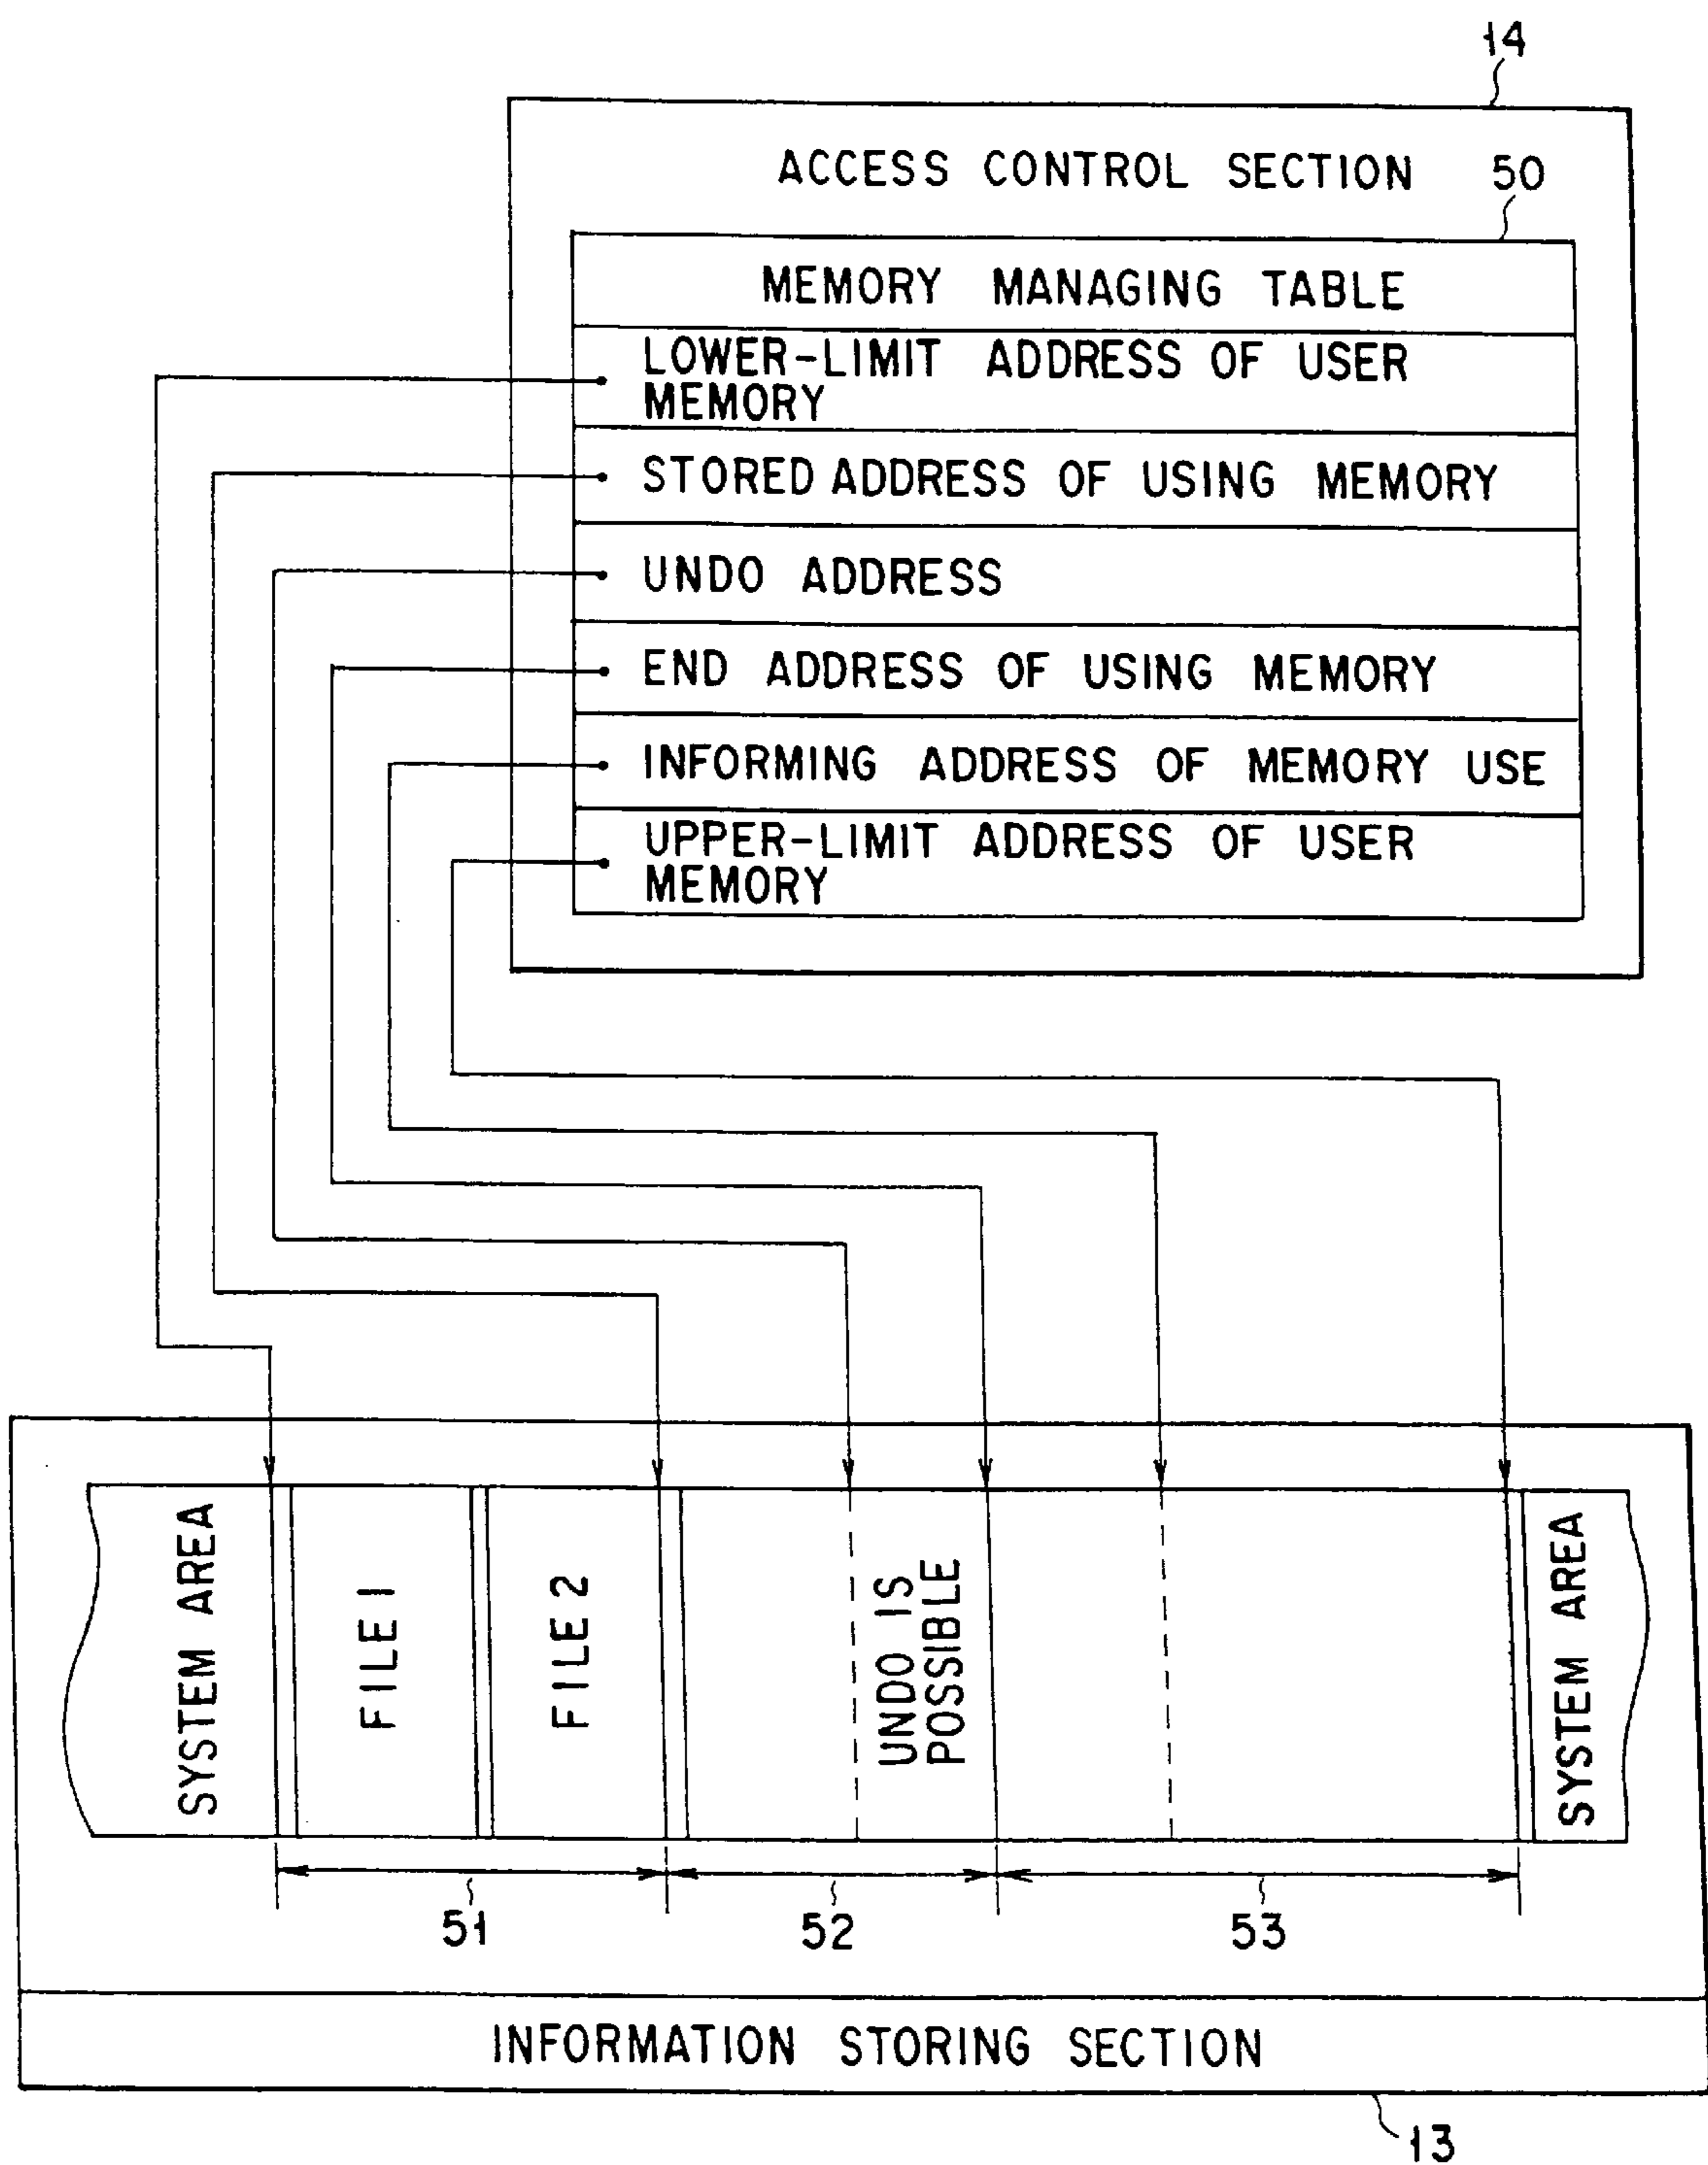 14
ACCESS CONTROL SECTION
50
MEMORY MANAGING TABLE
LOWER-LIMIT ADDRESS OF USER
MEMORY
STORED ADDRESS OF USING MEMORY
UNDO ADDRESS
END ADDRESS OF USING MEMORY
INFORMING ADDRESS OF MEMORY USE
UPPER-LIMIT ADDRESS OF USER
MEMORY
SYSTEM AREA
FILE 1
FILE 2
UNDO IS
POSSIBLE
SYSTEM AREA
51
52
53
INFORMATION STORING SECTION
13